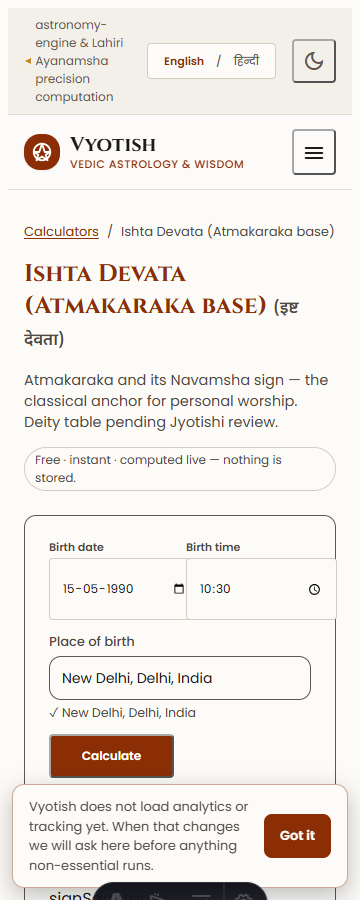 astronomy-
engine & Lahiri
Ayanamsha
precision
computation
English / हिन्दी
VYOTISH
VEDIC ASTROLOGY & WISDOM
Calculators / Ishta Devata (Atmakaraka base)
ISHTA DEVATA
(ATMAKARAKA BASE) (इष्ट
देवता)
Atmakaraka and its Navamsha sign — the
classical anchor for personal worship.
Deity table pending Jyotishi review.
Free · instant · computed live — nothing is
stored.
Birth date Birth time
15-05-1990 10:30
Place of birth
New Delhi, Delhi, India
✓ New Delhi, Delhi, India
Calculate
Vyotish does not load analytics or
tracking yet. When that changes
we will ask here before anything
non-essential runs.
Got it